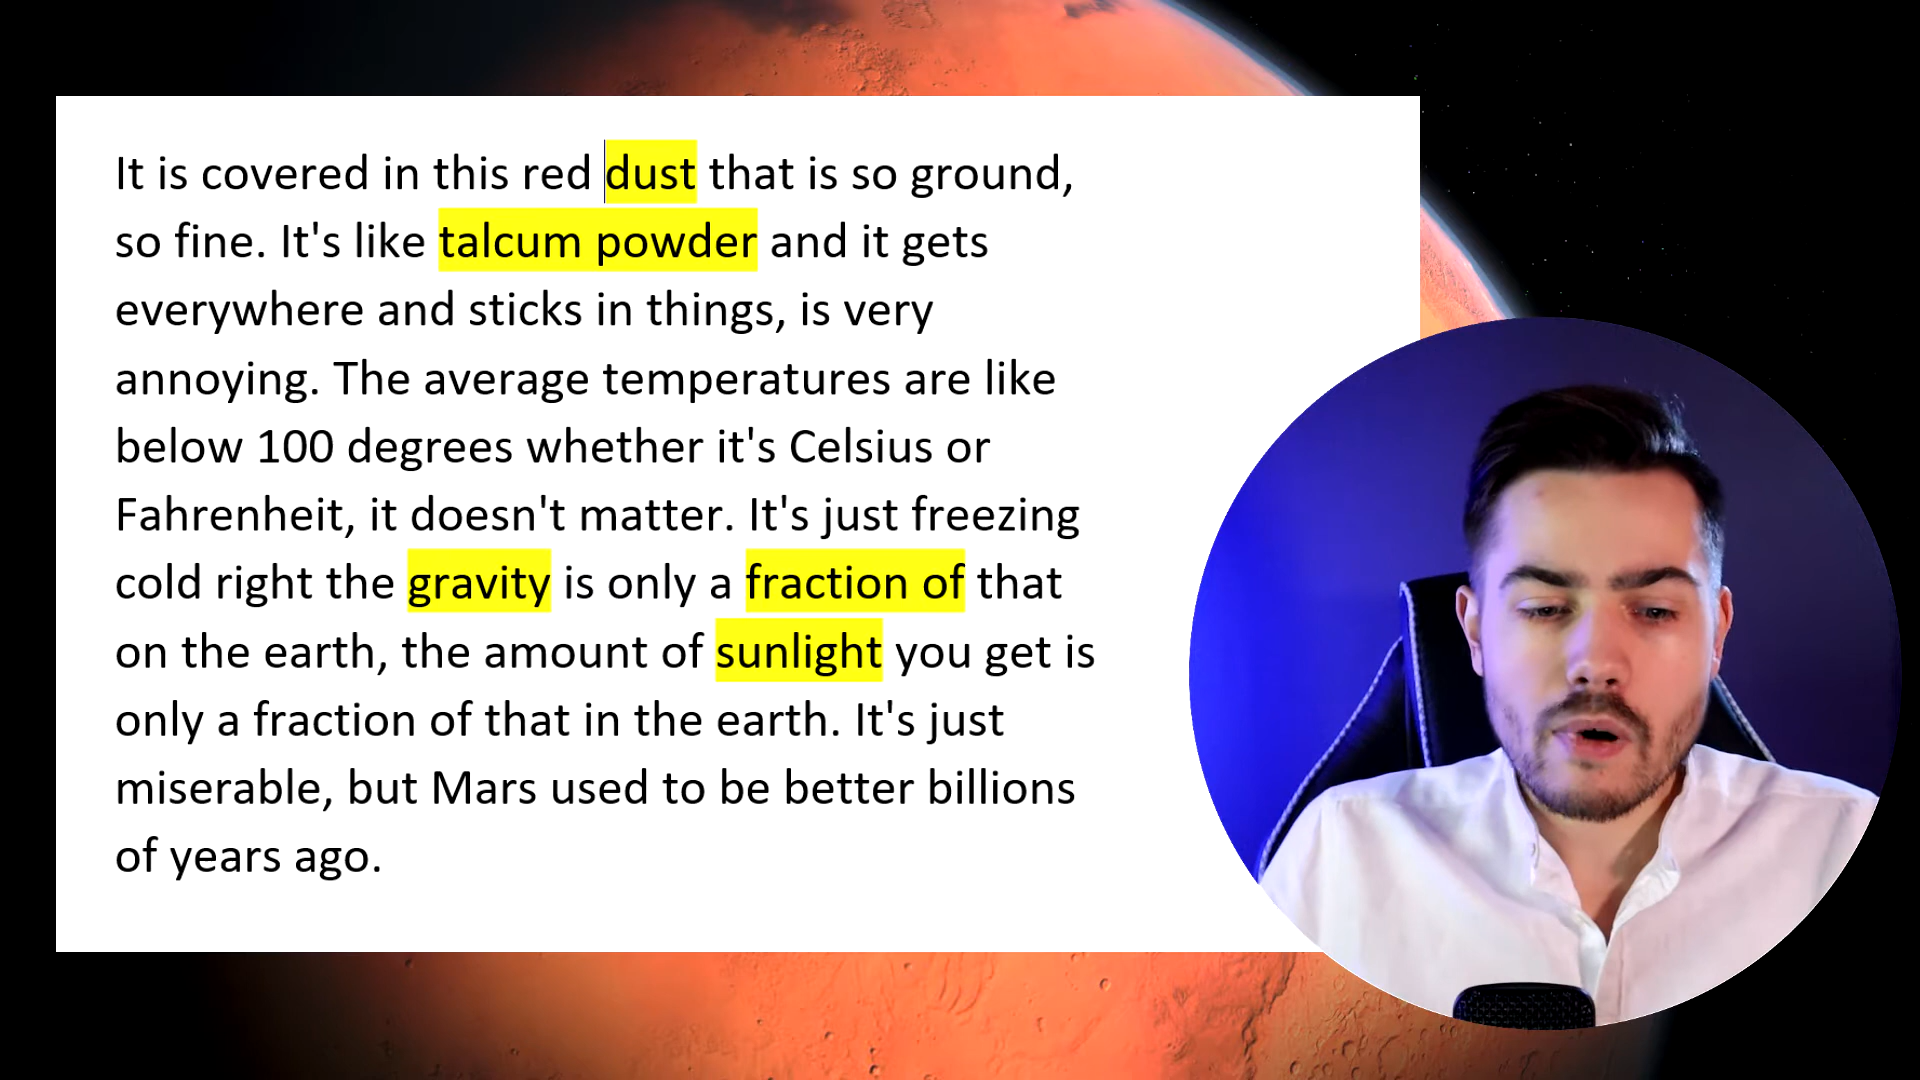 It is covered in this red dust that is so ground,
so fine. It's like talcum powder and it gets
everywhere and sticks in things, is very
annoying. The average temperatures are like
below 100 degrees whether it's Celsius or
Fahrenheit, it doesn't matter. It's just freezing
cold right the gravity is only a fraction of that
on the earth, the amount of sunlight you get is
only a fraction of that in the earth. It's just
miserable, but Mars used to be better billions
of years ago.